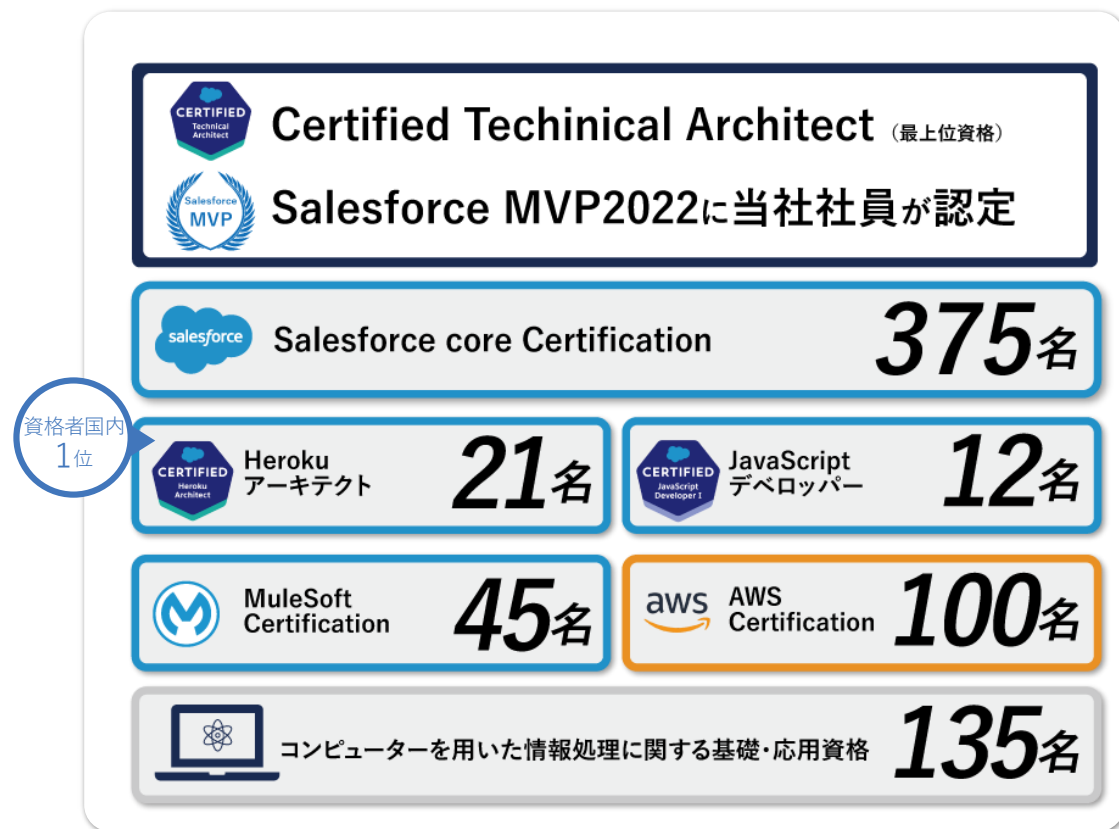 CERTIFIED
Technical
Architect
Certified Techinical Architect（最上位資格）
Salesforce
MVP
Salesforce MVP2022に当社社員が認定
salesforce
Salesforce core Certification
375名
資格者国内
1位
CERTIFIED
Heroku
Architect
Heroku
アーキテクト
21名
CERTIFIED
JavaScript
Developer I
JavaScript
デベロッパー
12名
MuleSoft
Certification
45名
aws
AWS
Certification
100名
コンピューターを用いた情報処理に関する基礎・応用資格
135名